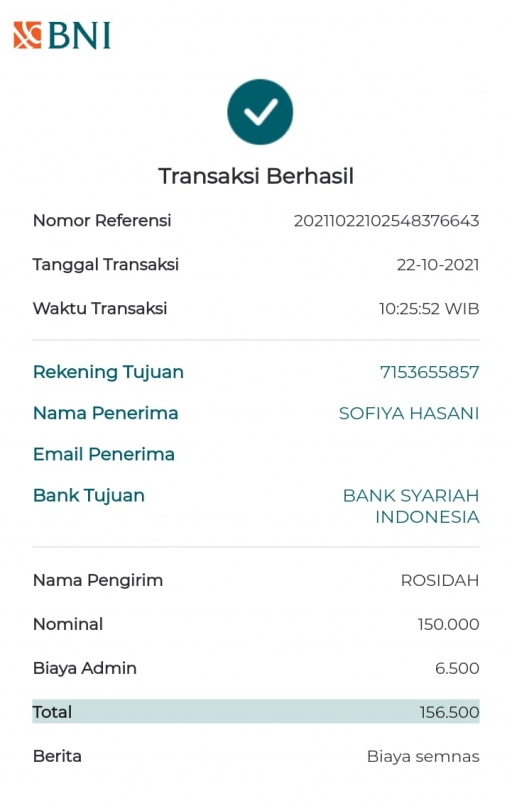 BNI
Transaksi Berhasil
Nomor Referensi 20211022102548376643
Tanggal Transaksi 22-10-2021
Waktu Transaksi 10:25:52 WIB
Rekening Tujuan 7153655857
Nama Penerima SOFIYA HASANI
Email Penerima
Bank Tujuan BANK SYARIAH
INDONESIA
Nama Pengirim ROSIDAH
Nominal 150.000
Biaya Admin 6.500
Total 156.500
Berita Biaya semnas